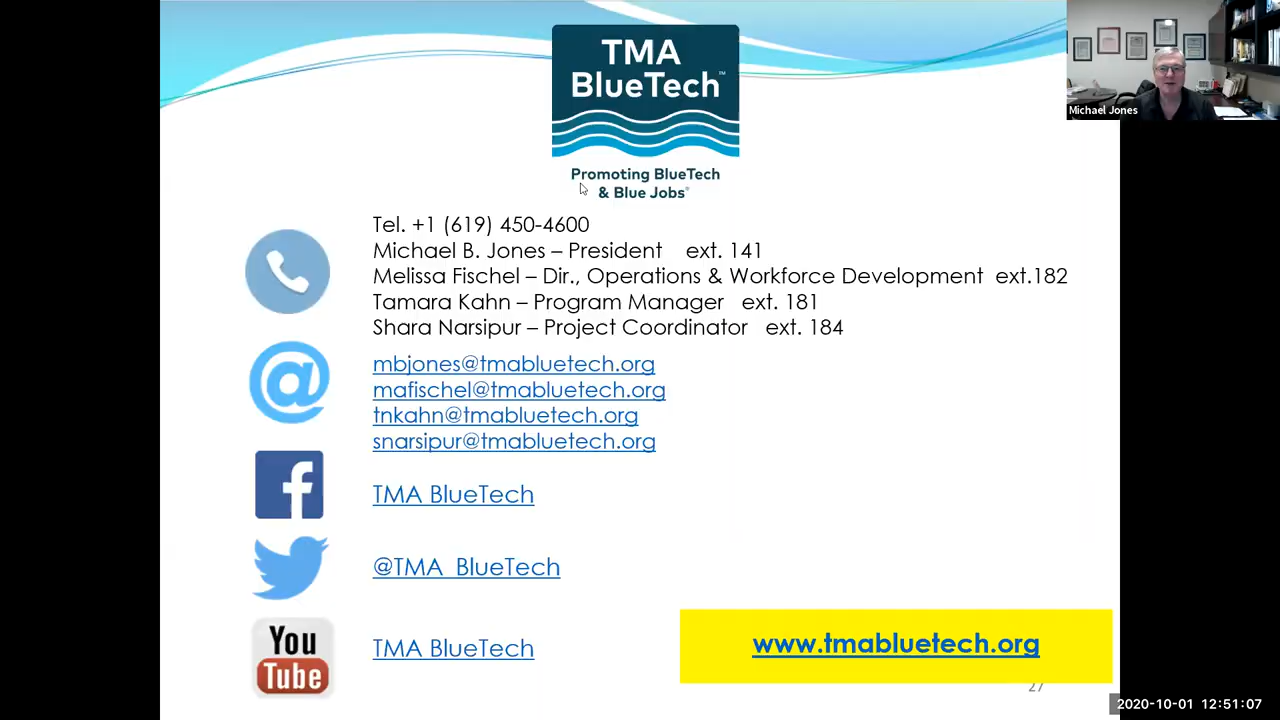 TMA
BlueTech™
Promoting BlueTech
& Blue Jobs®
Michael Jones
Tel. +1 (619) 450-4600
Michael B. Jones – President ext. 141
Melissa Fischel – Dir., Operations & Workforce Development ext.182
Tamara Kahn – Program Manager ext. 181
Shara Narsipur – Project Coordinator ext. 184
mbjones@tmabluetech.org
mafischel@tmabluetech.org
tnkahn@tmabluetech.org
snarsipur@tmabluetech.org
TMA BlueTech
@TMA_BlueTech
You
Tube
TMA BlueTech
www.tmabluetech.org
27
2020-10-01 12:51:07